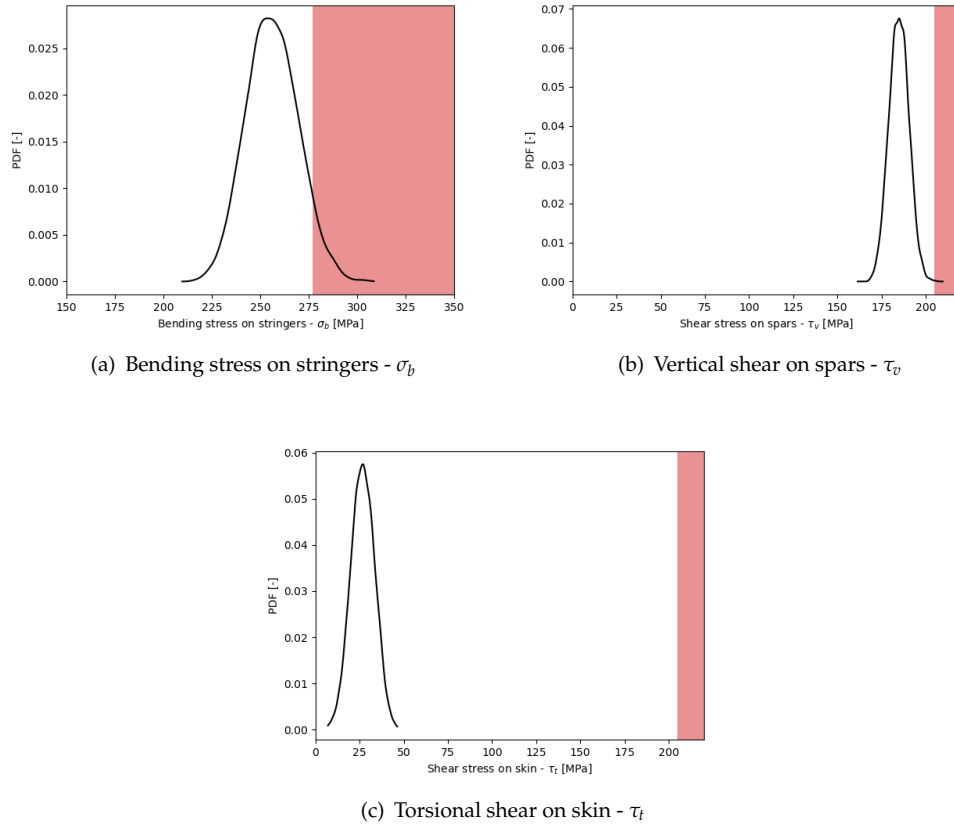 0.025
0.020
0.015
0.010
0.005
0.000
PDF [-]
150 175 200 225 250 275 300 325 350
Bending stress on stringers - σb [MPa]
(a) Bending stress on stringers - σb
0.07
0.06
0.05
0.04
0.03
0.02
0.01
0.00
PDF [-]
0 25 50 75 100 125 150 175 200
Shear stress on spars - τv [MPa]
(b) Vertical shear on spars - τv
0.06
0.05
0.04
0.03
0.02
0.01
0.00
PDF [-]
0 25 50 75 100 125 150 175 200
Shear stress on skin - τt [MPa]
(c) Torsional shear on skin - τt